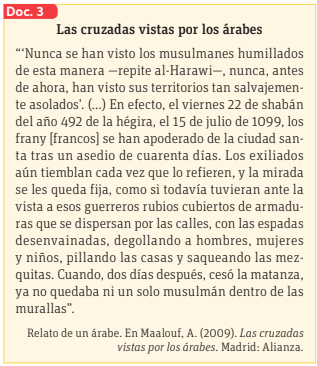 Doc. 3
Las cruzadas vistas por los árabes
“‘Nunca se han visto los musulmanes humillados
de esta manera —repite al-Harawi—, nunca, antes
de ahora, han visto sus territorios tan salvajemen-
te asolados’. (...) En efecto, el viernes 22 de shabán
del año 492 de la hégira, el 15 de julio de 1099, los
frany [francos] se han apoderado de la ciudad san-
ta tras un asedio de cuarenta días. Los exiliados
aún tiemblan cada vez que lo refieren, y la mirada
se les queda fija, como si todavía tuvieran ante la
vista a esos guerreros rubios cubiertos de armadu-
ras que se dispersan por las calles, con las espadas
desenvainadas, degollando a hombres, mujeres
y niños, pillando las casas y saqueando las mez-
quitas. Cuando, dos días después, cesó la matanza,
ya no quedaba ni un solo musulmán dentro de las
murallas”.
Relato de un árabe. En Maalouf, A. (2009). Las cruzadas
vistas por los árabes. Madrid: Alianza.